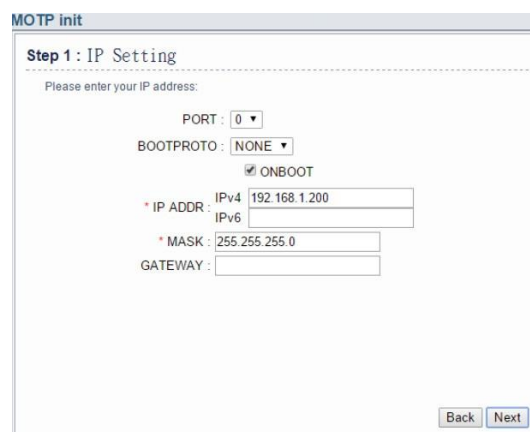 MOTP init
Step 1 : IP Setting
Please enter your IP address:
PORT : 0
BOOTPROTO : NONE
ONBOOT
* IP ADDR : IPv4 192.168.1.200
IPv6
* MASK : 255.255.255.0
GATEWAY :
Back Next